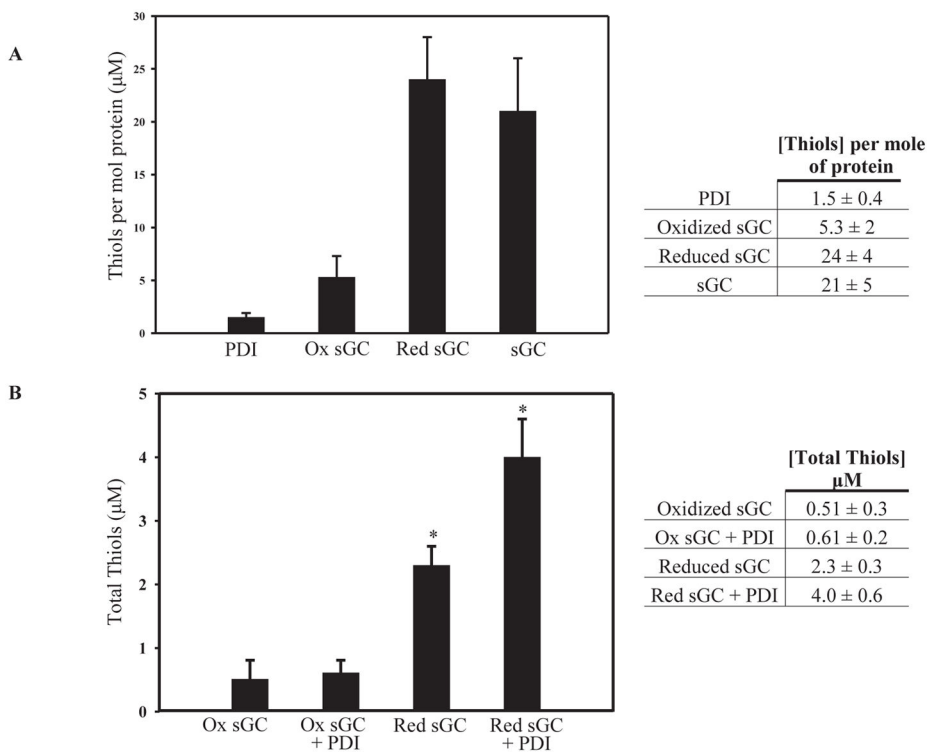 A
Thiols per mol protein (µM)
30
25
20
15
10
5
0
PDI Ox sGC Red sGC sGC
[Thiols] per mole
of protein
PDI 1.5 ± 0.4
Oxidized sGC 5.3 ± 2
Reduced sGC 24 ± 4
sGC 21 ± 5
B
Total Thiols (µM)
5
4
3
2
1
0
* *
Ox sGC Ox sGC Red sGC Red sGC
+ PDI + PDI
[Total Thiols]
µM
Oxidized sGC 0.51 ± 0.3
Ox sGC + PDI 0.61 ± 0.2
Reduced sGC 2.3 ± 0.3
Red sGC + PDI 4.0 ± 0.6